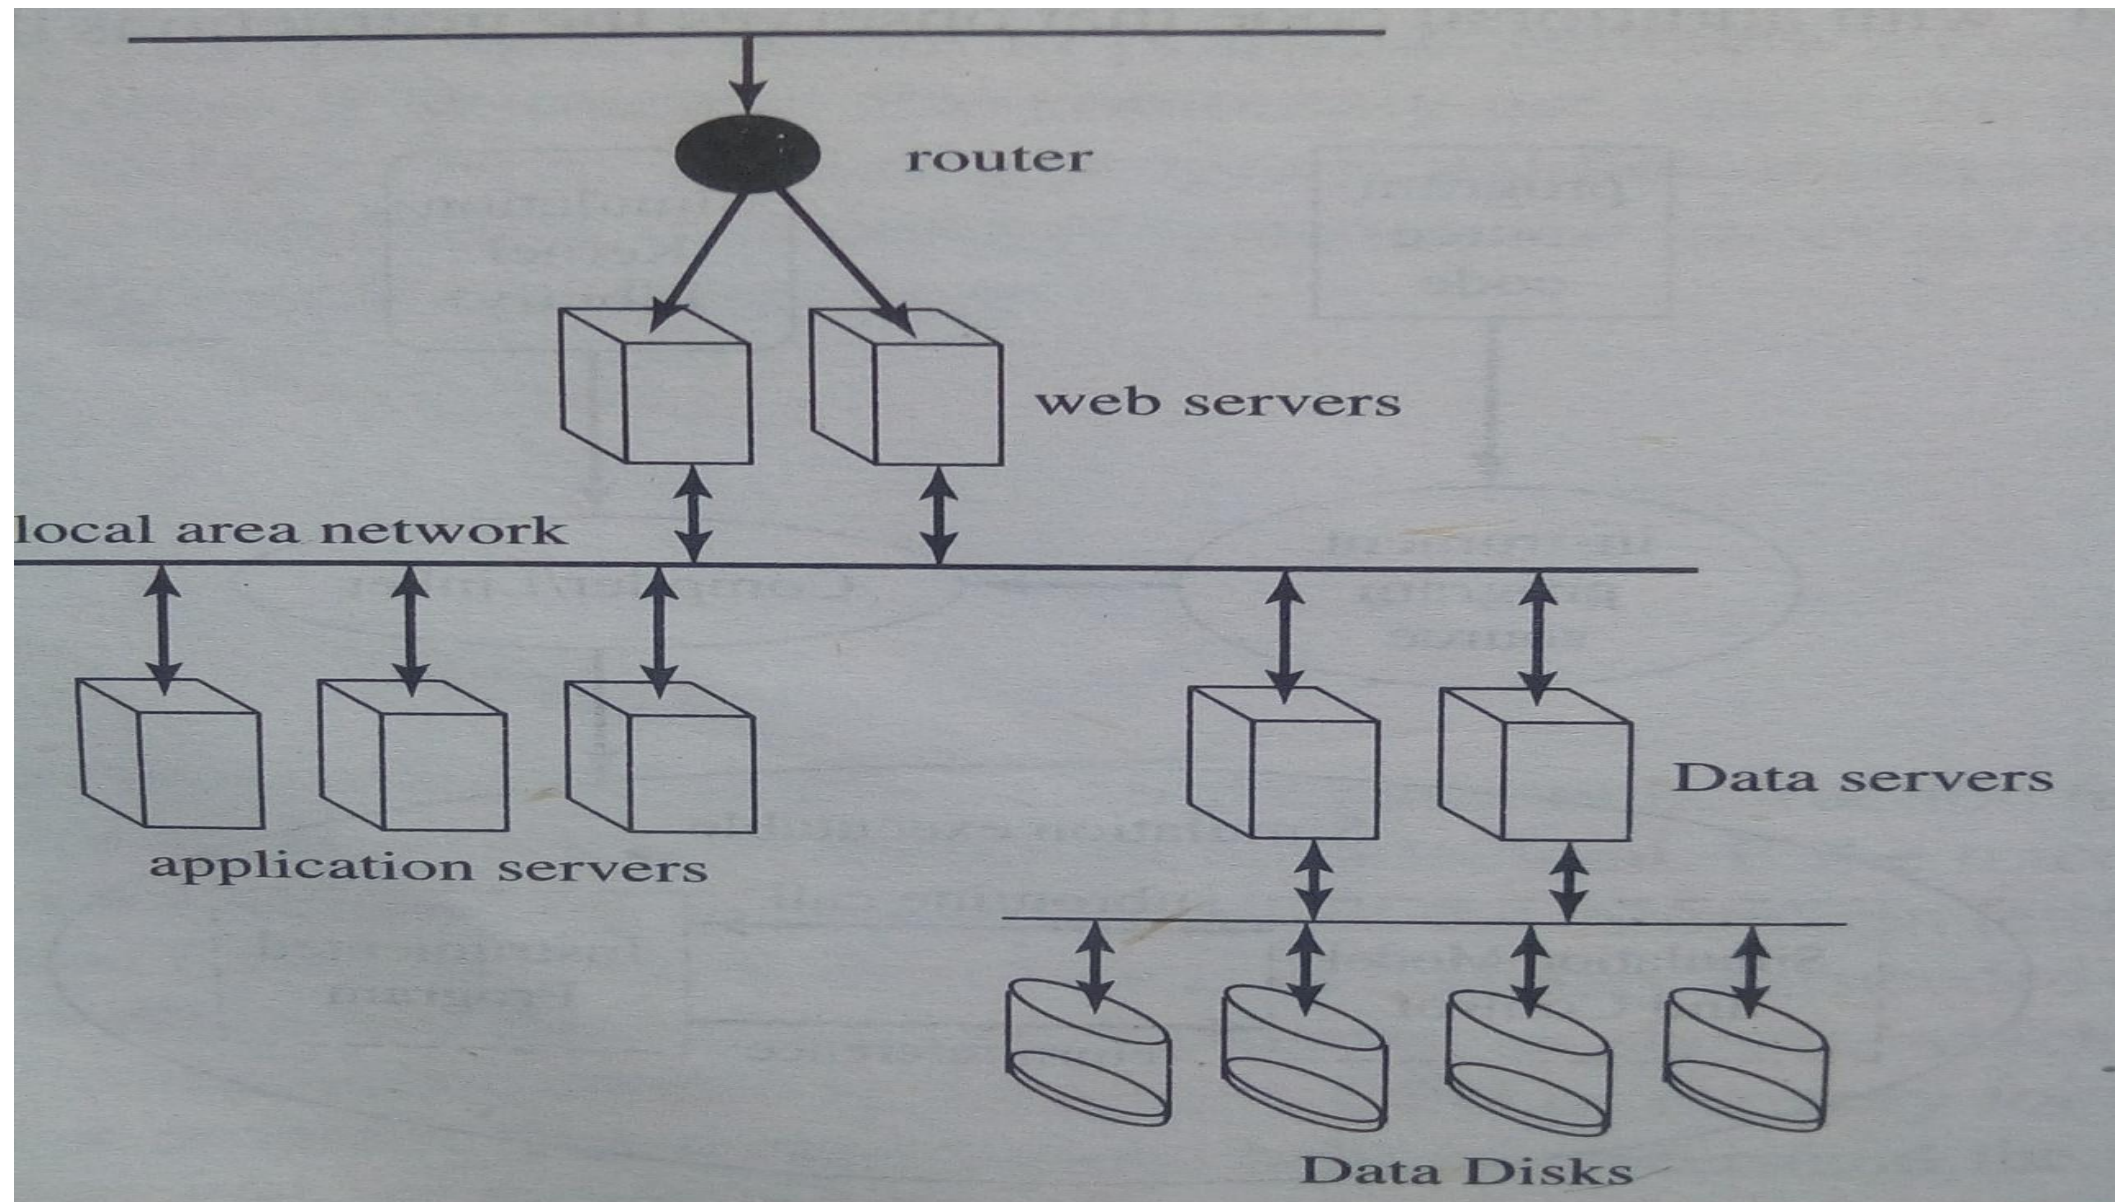 router
web servers
local area network
Data servers
application servers
Data Disks